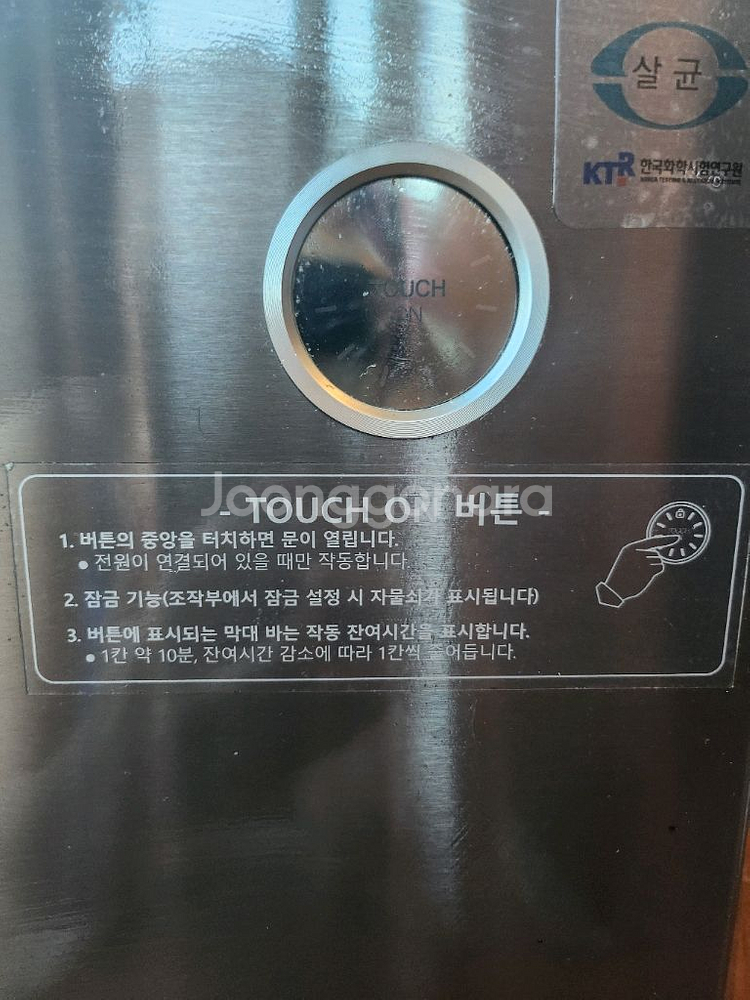 살균
KTR 한국화학시험연구원
TOUCH
ON
Joonggonara
- TOUCH ON 버튼 -
1. 버튼의 중앙을 터치하면 문이 열립니다.
● 전원이 연결되어 있을 때만 작동합니다.
2. 잠금 기능(조작부에서 잠금 설정 시 자물쇠가 표시됩니다)
3. 버튼에 표시되는 막대 바는 작동 잔여시간을 표시합니다.
● 1칸 약 10분, 잔여시간 감소에 따라 1칸씩 줄어듭니다.